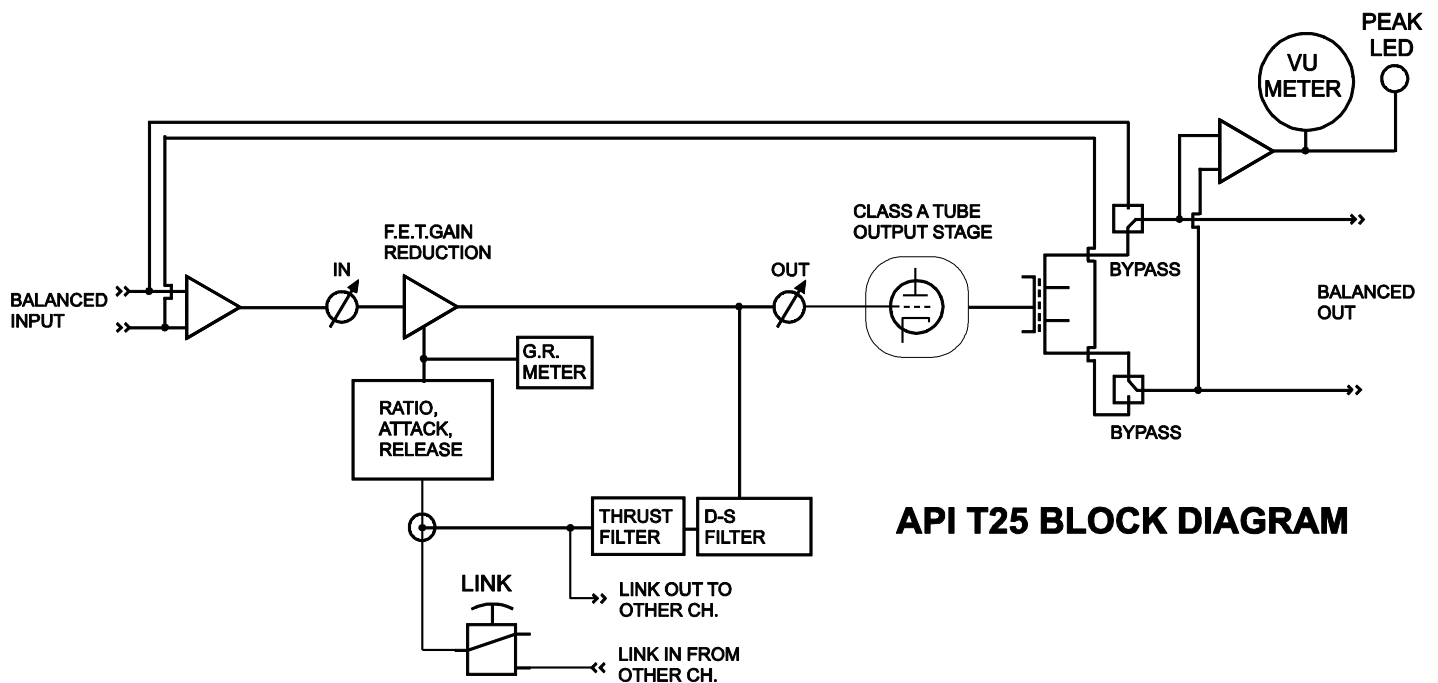 PEAK
LED
VU
METER
CLASS A TUBE
OUTPUT STAGE
F.E.T.GAIN
REDUCTION
IN
OUT
BYPASS
BALANCED
INPUT
BALANCED
OUT
G.R.
METER
RATIO,
ATTACK,
RELEASE
BYPASS
THRUST
FILTER
D-S
FILTER
API T25 BLOCK DIAGRAM
LINK
LINK OUT TO
OTHER CH.
LINK IN FROM
OTHER CH.